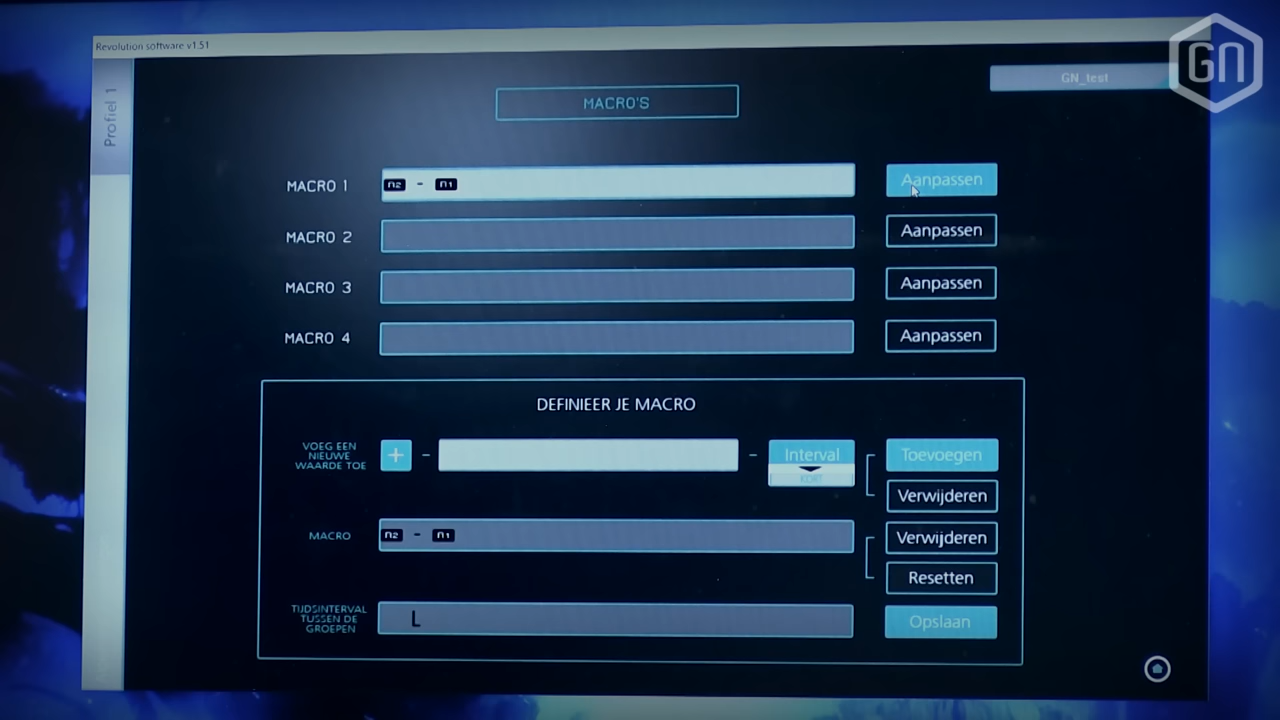 Revolution software v1.51
GN
Profiel 1
GN_test
MACRO'S
MACRO 1
n2 - n1
Aanpassen
MACRO 2
Aanpassen
MACRO 3
Aanpassen
MACRO 4
Aanpassen
DEFINIEER JE MACRO
VOEG EEN
NIEUWE
WAARDE TOE
+ -
- Interval
KORT
Toevoegen
Verwijderen
MACRO
n2 - n1
Verwijderen
Resetten
TIJDSINTERVAL
TUSSEN DE
GROEPEN
L
Opslaan